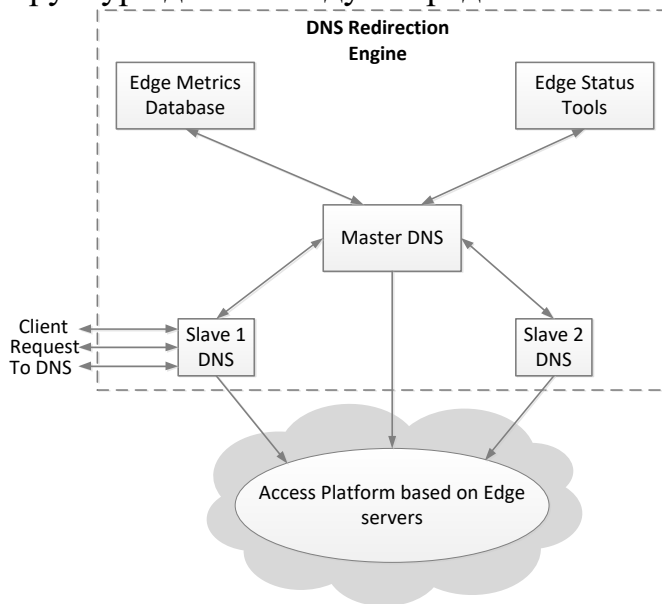 DNS Redirection
Engine
Edge Metrics
Database
Edge Status
Tools
Master DNS
Client
Request
To DNS
Slave 1
DNS
Slave 2
DNS
Access Platform based on Edge
servers